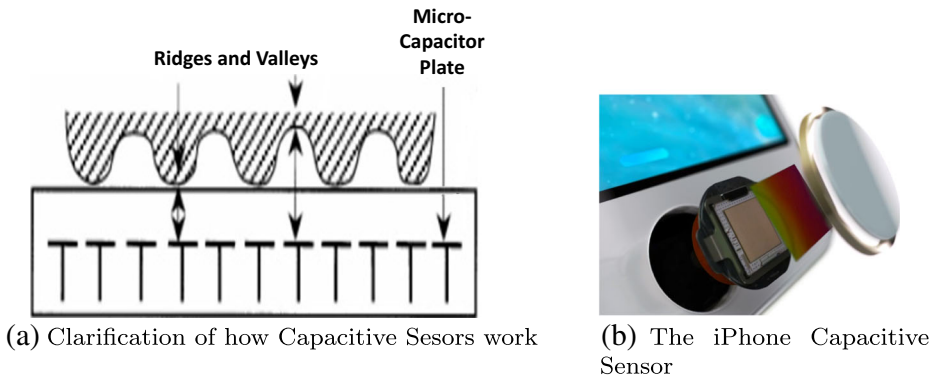 Micro-
Capacitor
Plate
Ridges and Valleys
(a) Clarification of how Capacitive Sesors work
(b) The iPhone Capacitive
Sensor